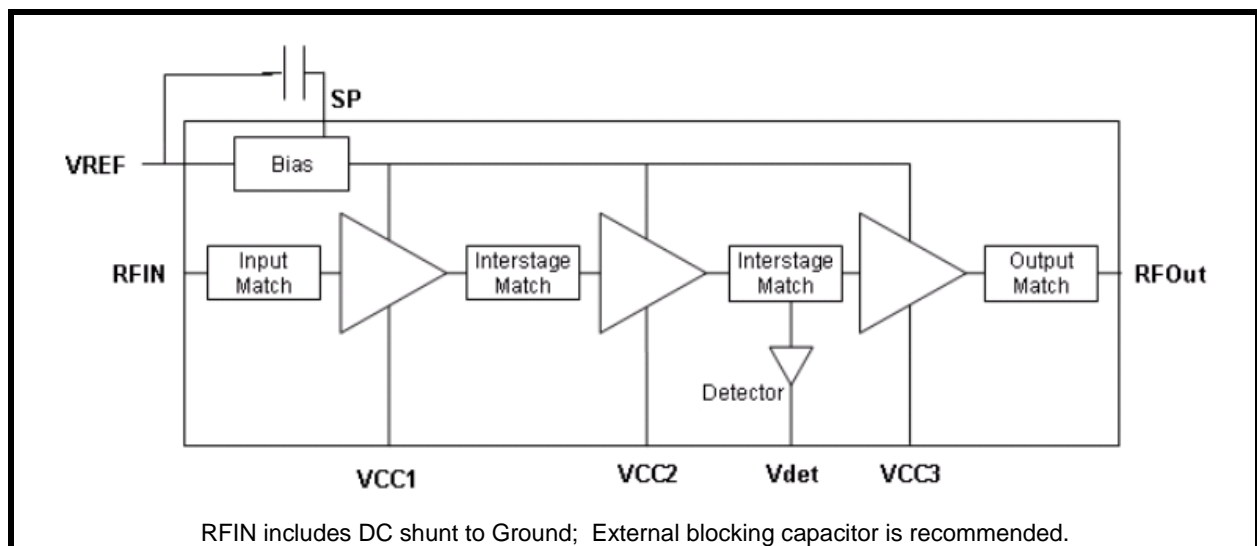 SP
VREF
Bias
RFIN
Input
Match
Interstage
Match
Interstage
Match
Output
Match
RFOut
Detector
VCC1
VCC2
Vdet
VCC3
RFIN includes DC shunt to Ground;  External blocking capacitor is recommended.